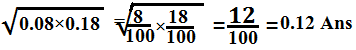 √0.08×0.18 = √8/100 × 18/100 = 12/100 = 0.12 Ans